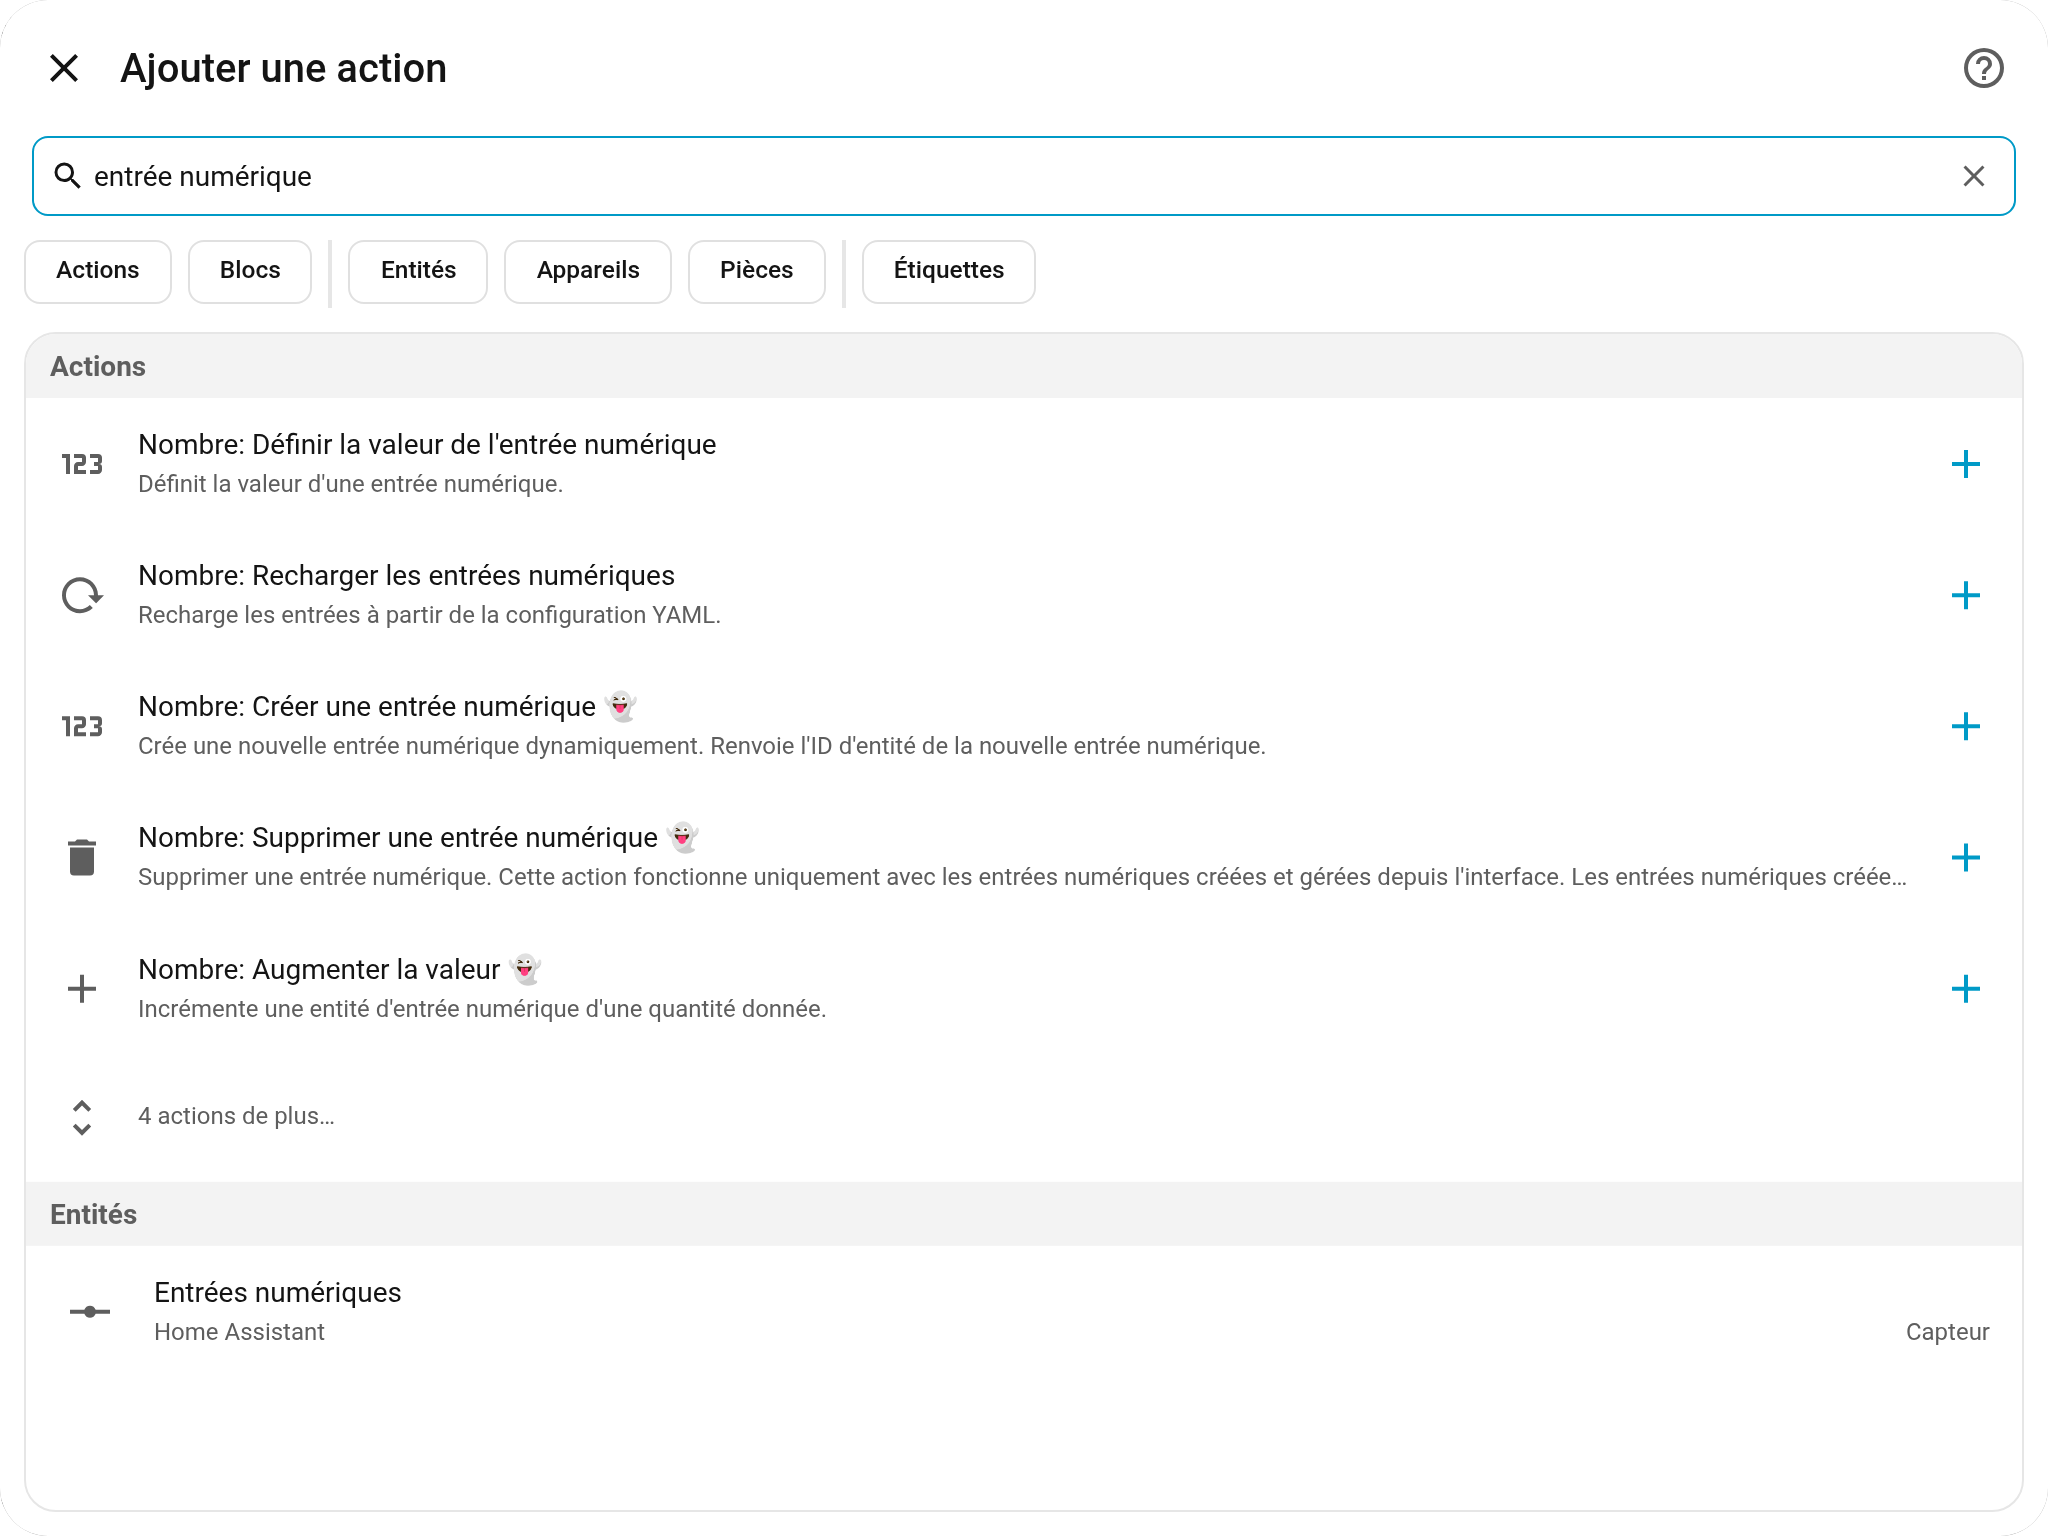 Ajouter une action
entrée numérique
Actions
Blocs
Entités
Appareils
Pièces
Étiquettes
Actions
123
Nombre: Définir la valeur de l'entrée numérique
Définit la valeur d'une entrée numérique.
Nombre: Recharger les entrées numériques
Recharge les entrées à partir de la configuration YAML.
123
Nombre: Créer une entrée numérique 👻
Crée une nouvelle entrée numérique dynamiquement. Renvoie l'ID d'entité de la nouvelle entrée numérique.
Nombre: Supprimer une entrée numérique 👻
Supprimer une entrée numérique. Cette action fonctionne uniquement avec les entrées numériques créées et gérées depuis l'interface. Les entrées numériques créée...
Nombre: Augmenter la valeur 👻
Incrémente une entité d'entrée numérique d'une quantité donnée.
4 actions de plus...
Entités
Entrées numériques
Home Assistant
Capteur